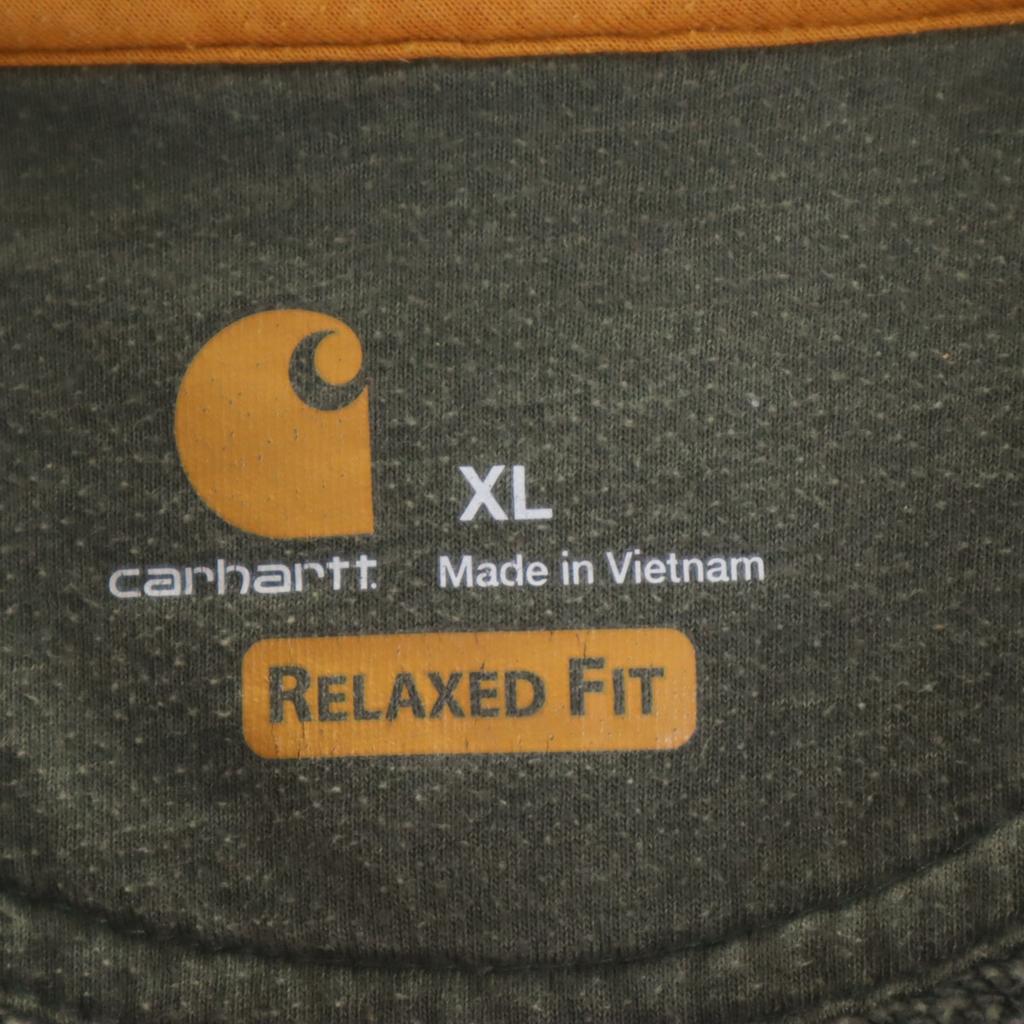 XL
carhartt.
Made in Vietnam
RELAXED FIT